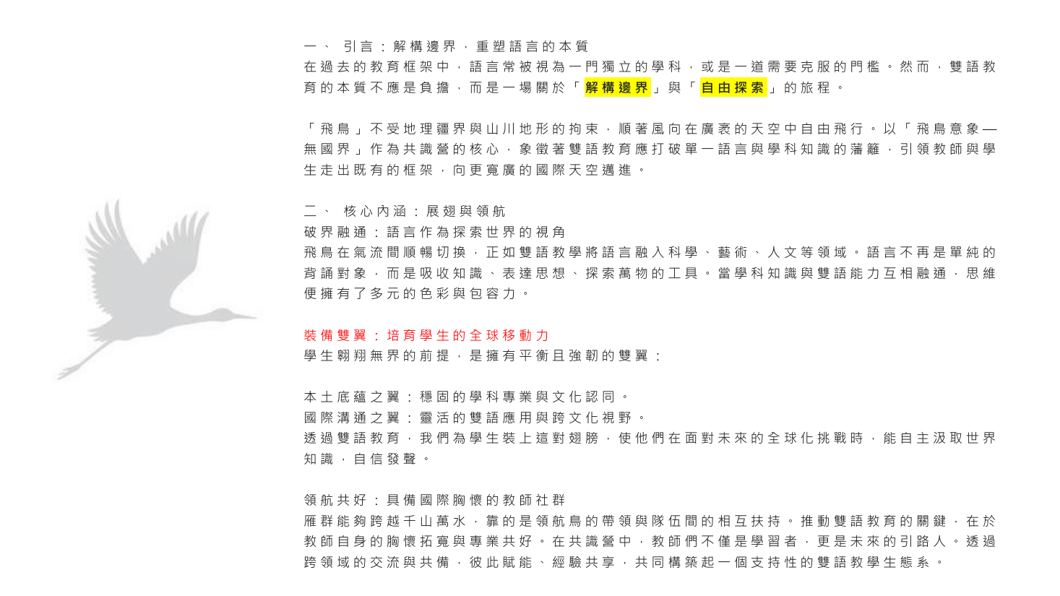 一、 引言：解構邊界，重塑語言的本質
在過去的教育框架中，語言常被視為一門獨立的學科，或是一道需要克服的門檻。然而，雙語教
育的本質不應是負擔，而是一場關於「解構邊界」與「自由探索」的旅程。
「飛鳥」不受地理疆界與山川地形的拘束，順著風向在廣袤的天空中自由飛行。以「飛鳥意象—
無國界」作為共識營的核心，象徵著雙語教育應打破單一語言與學科知識的藩籬，引領教師與學
生走出既有的框架，向更寬廣的國際天空邁進。
二、 核心內涵：展翅與領航
破界融通：語言作為探索世界的視角
飛鳥在氣流間順暢切換，正如雙語教學將語言融入科學、藝術、人文等領域。語言不再是單純的
背誦對象，而是吸收知識、表達思想、探索萬物的工具。當學科知識與雙語能力互相融通，思維
便擁有了多元的色彩與包容力。
裝備雙翼：培育學生的全球移動力
學生翱翔無界的前提，是擁有平衡且強韌的雙翼：
本土底蘊之翼：穩固的學科專業與文化認同。
國際溝通之翼：靈活的雙語應用與跨文化視野。
透過雙語教育，我們為學生裝上這對翅膀，使他們在面對未來的全球化挑戰時，能自主汲取世界
知識，自信發聲。
領航共好：具備國際胸懷的教師社群
雁群能夠跨越千山萬水，靠的是領航鳥的帶領與隊伍間的相互扶持。推動雙語教育的關鍵，在於
教師自身的胸懷拓寬與專業共好。在共識營中，教師們不僅是學習者，更是未來的引路人。透過
跨領域的交流與共備，彼此賦能、經驗共享，共同構築起一個支持性的雙語教學生態系。